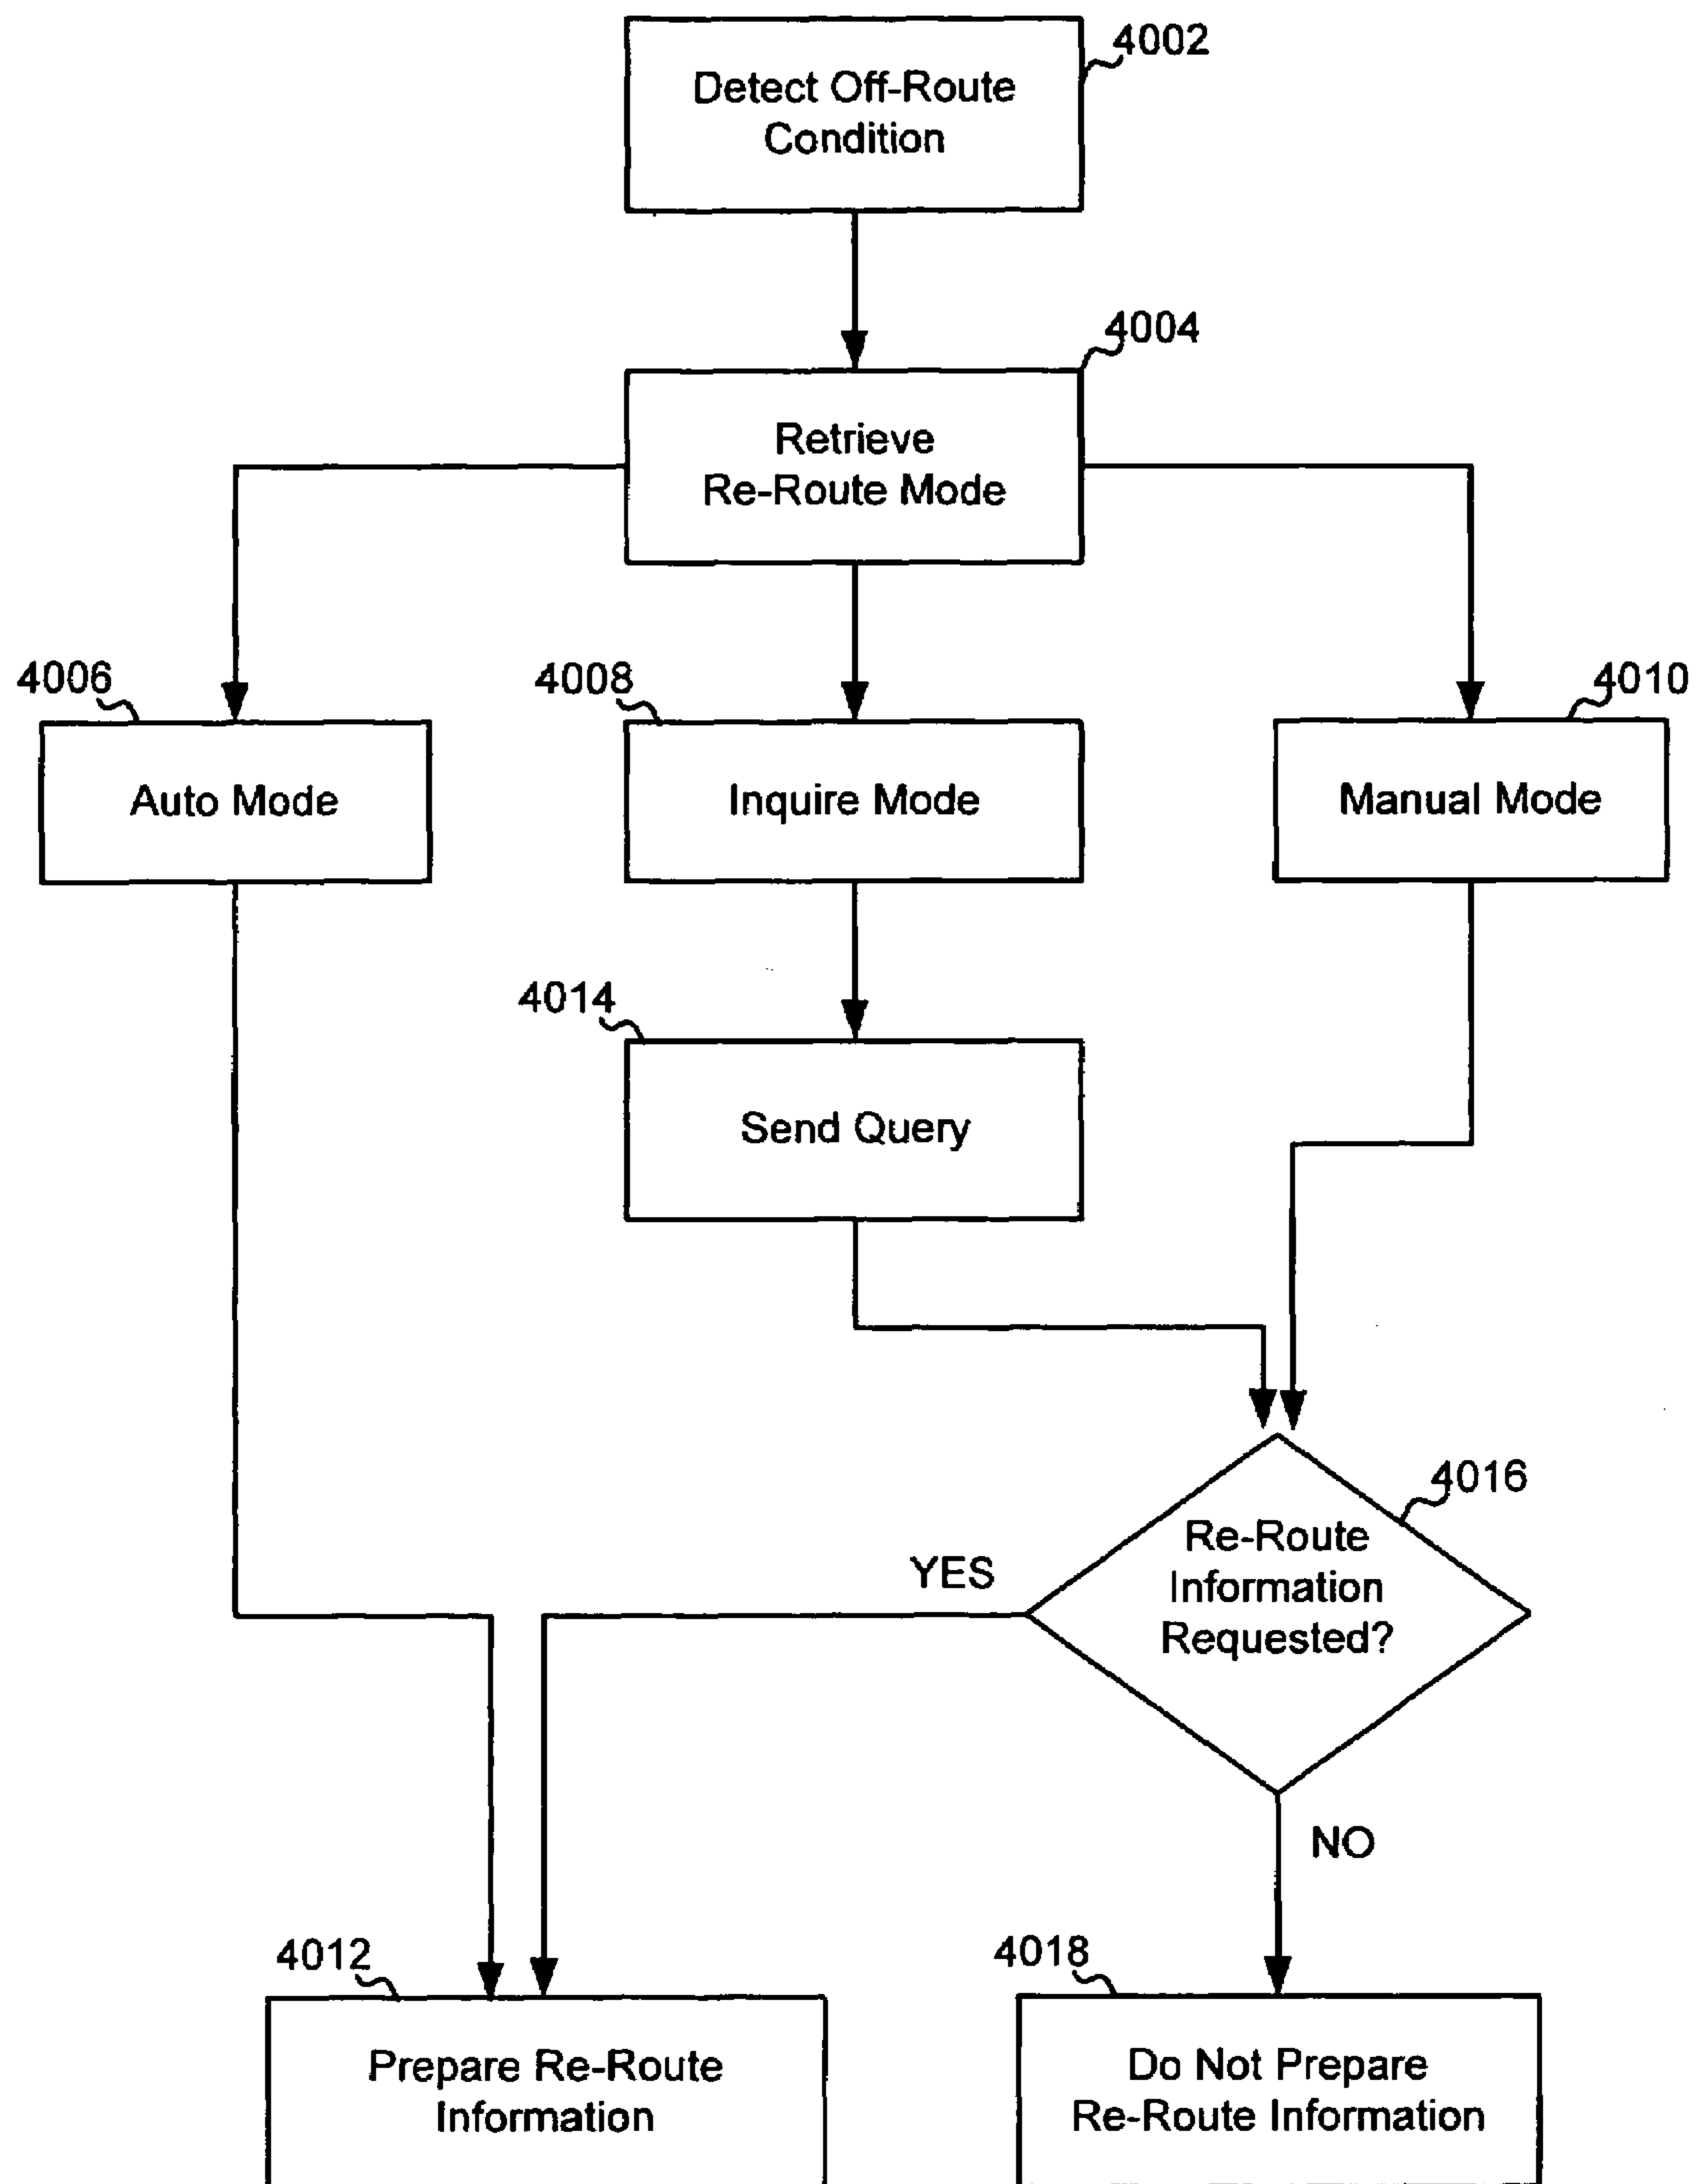 4002
Detect Off-Route
Condition
4004
Retrieve
Re-Route Mode
4006
4008
4010
Auto Mode
Inquire Mode
Manual Mode
4014
Send Query
4016
Re-Route
Information
Requested?
YES
NO
4012
4018
Prepare Re-Route
Information
Do Not Prepare
Re-Route Information